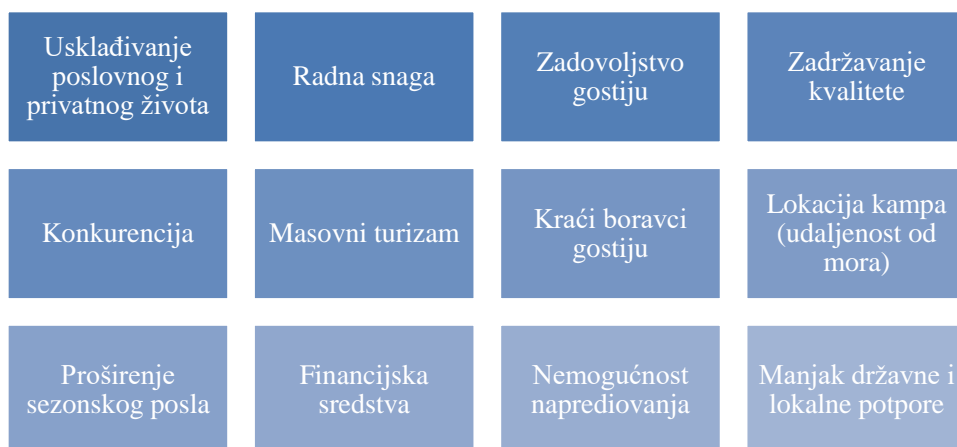 Usklađivanje
poslovnog i
privatnog života
Radna snaga
Zadovoljstvo
gostiju
Zadržavanje
kvalitete
Konkurencija
Masovni turizam
Kraći boravci
gostiju
Lokacija kampa
(udaljenost od
mora)
Proširenje
sezonskog posla
Financijska
sredstva
Nemogućnost
naprediovanja
Manjak državne i
lokalne potpore